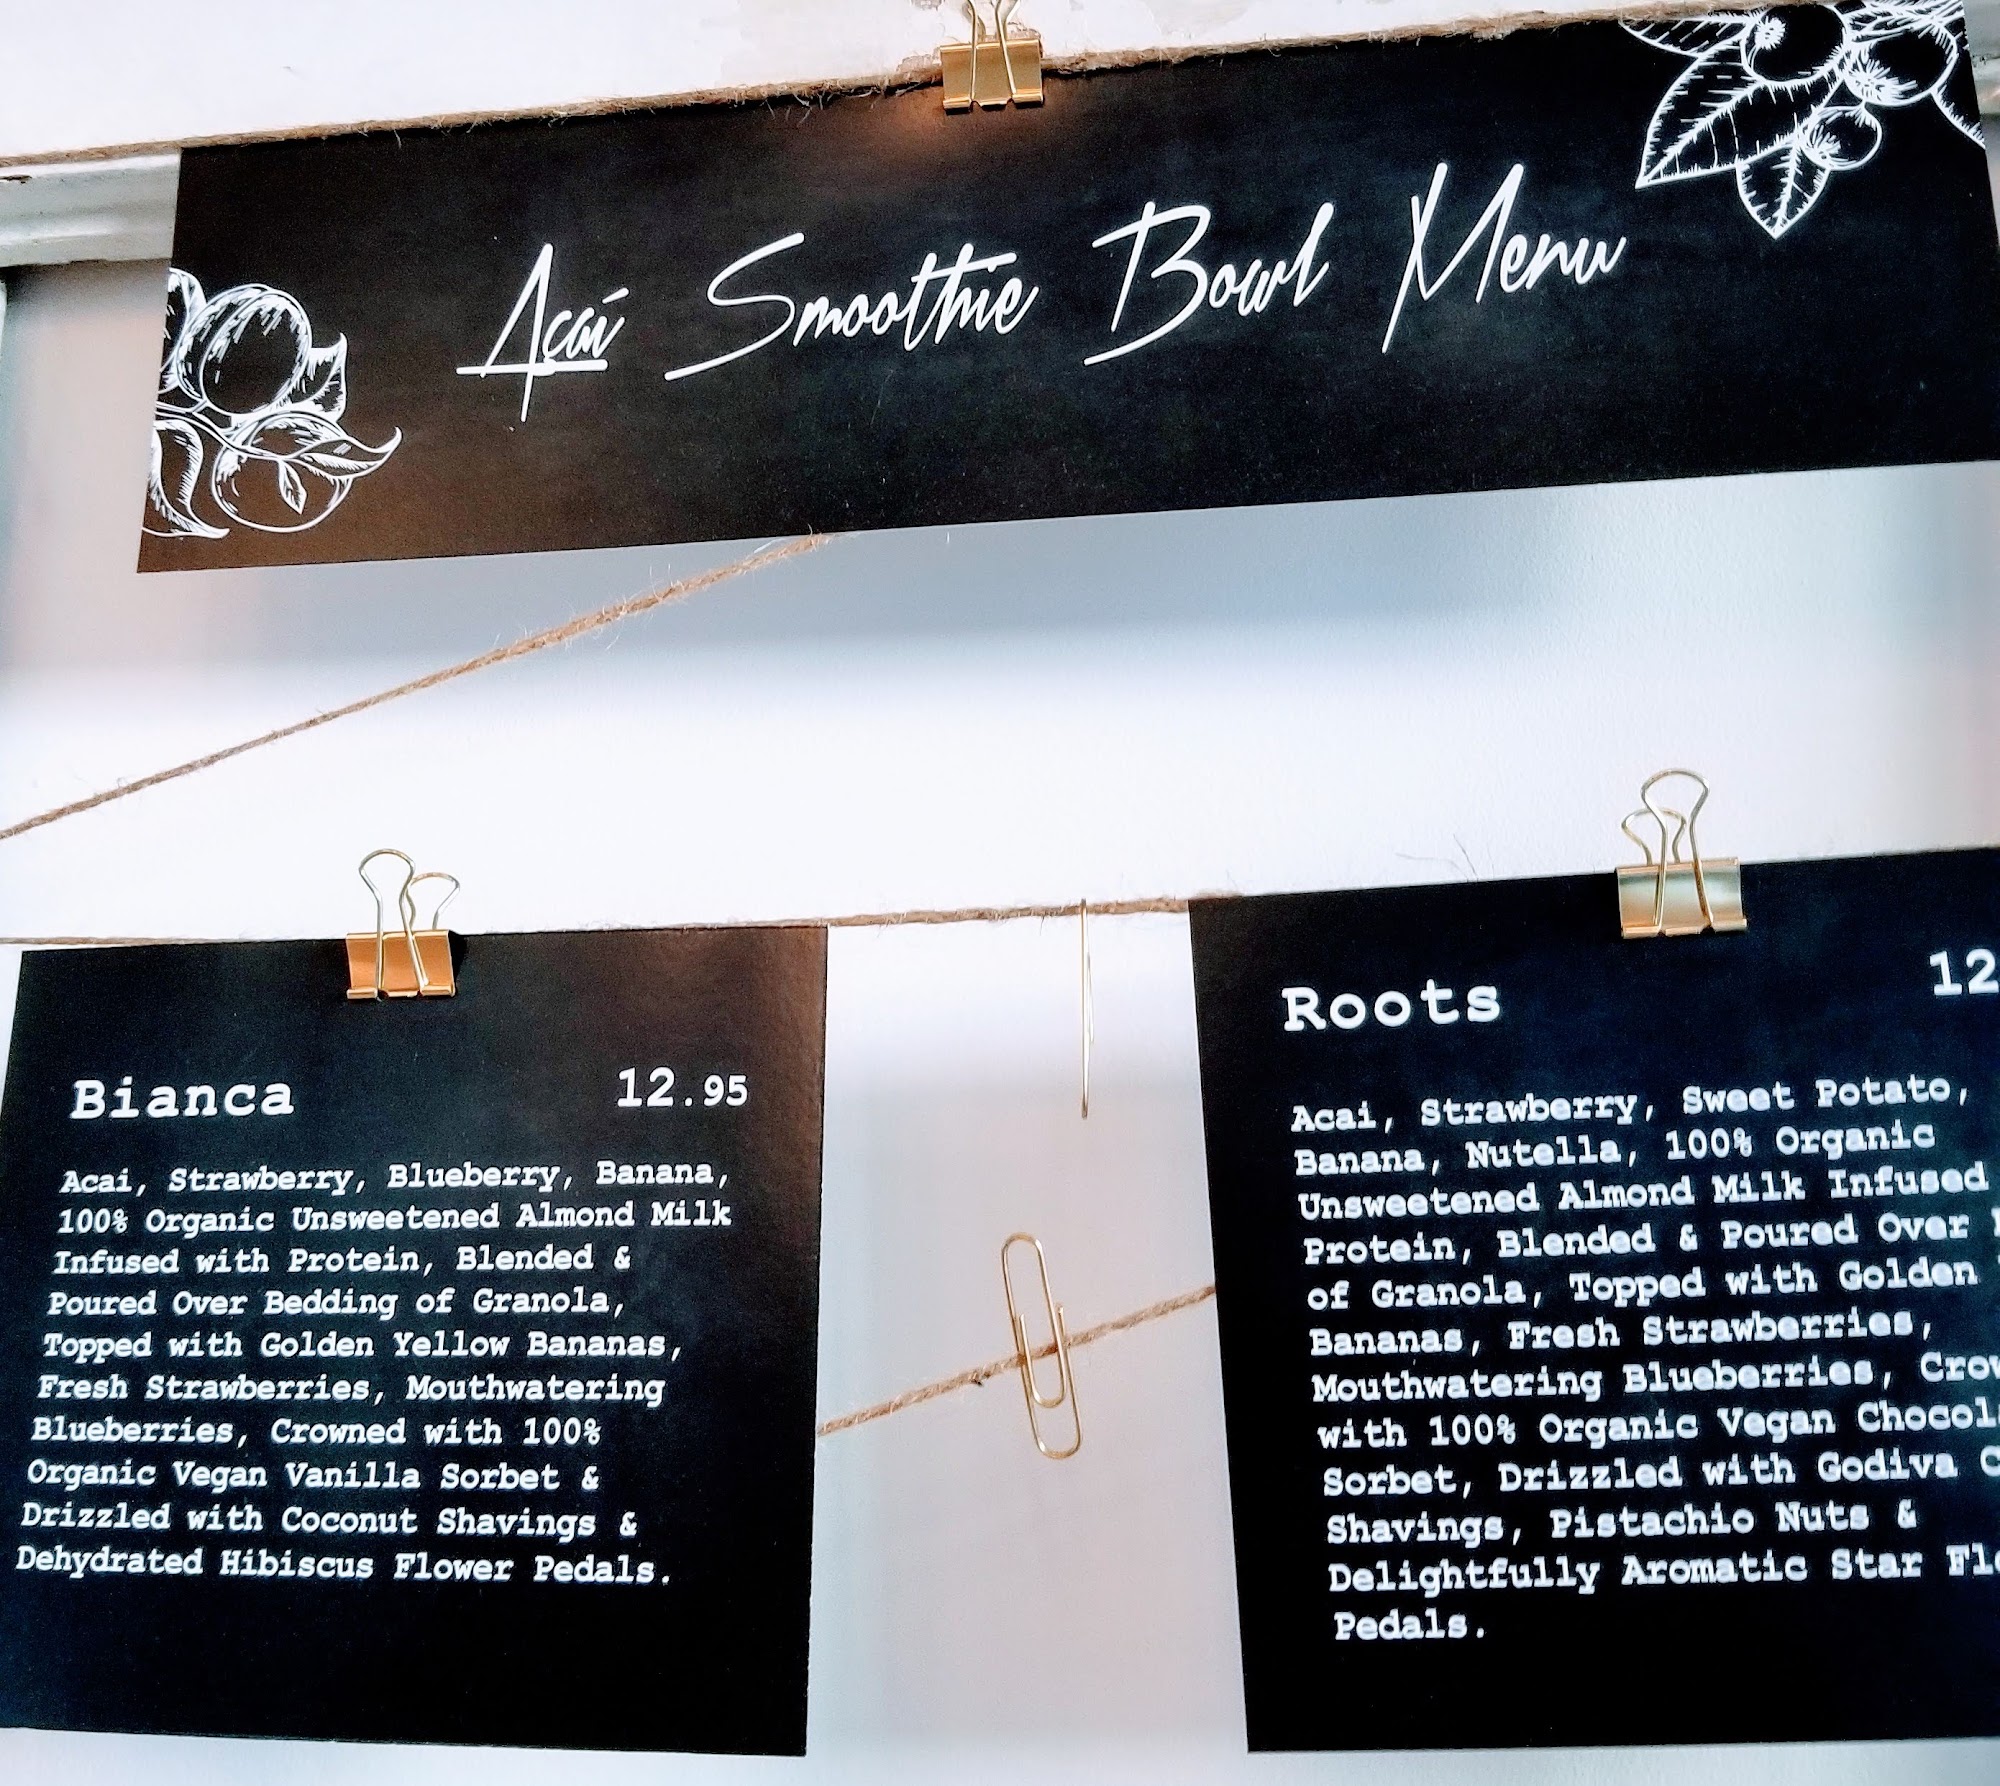 Açaí Smoothie Bowl Menu
Bianca 12.95
Acai, Strawberry, Blueberry, Banana,
100% Organic Unsweetened Almond Milk
Infused with Protein, Blended &
Poured Over Bedding of Granola,
Topped with Golden Yellow Bananas,
Fresh Strawberries, Mouthwatering
Blueberries, Crowned with 100%
Organic Vegan Vanilla Sorbet &
Drizzled with Coconut Shavings &
Dehydrated Hibiscus Flower Pedals.
Roots 12
Acai, Strawberry, Sweet Potato,
Banana, Nutella, 100% Organic
Unsweetened Almond Milk Infused
Protein, Blended & Poured Over
of Granola, Topped with Golden
Bananas, Fresh Strawberries,
Mouthwatering Blueberries,
with 100% Organic Vegan
Sorbet, Drizzled with Godiva
Shavings, Pistachio Nuts &
Delightfully Aromatic Star
Pedals.